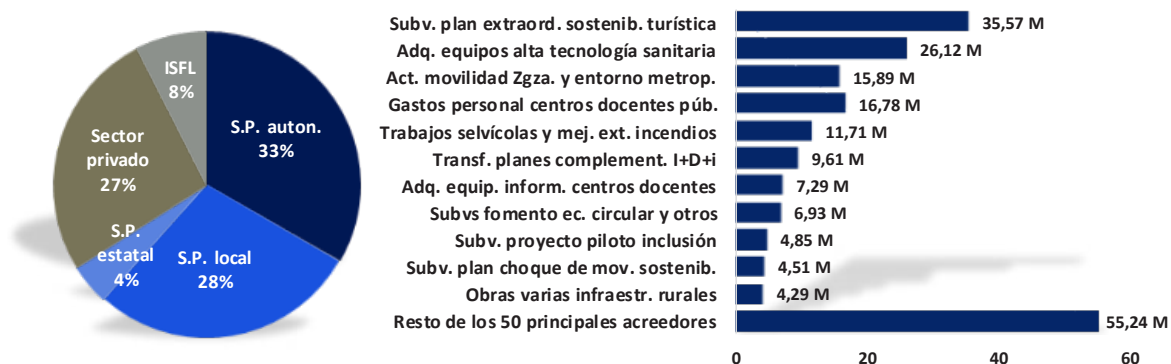 ISFL
8%
S.P. auton.
33%
Sector
privado
27%
S.P.
estatal
4%
S.P. local
28%
Subv. plan extraord. sostenib. turística
35,57 M
Adq. equipos alta tecnología sanitaria
26,12 M
Act. movilidad Zgza. y entorno metrop.
15,89 M
Gastos personal centros docentes púb.
16,78 M
Trabajos selvícolas y mej. ext. incendios
11,71 M
Transf. planes complement. I+D+i
9,61 M
Adq. equip. inform. centros docentes
7,29 M
Subvs fomento ec. circular y otros
6,93 M
Subv. proyecto piloto inclusión
4,85 M
Subv. plan choque de mov. sostenib.
4,51 M
Obras varias infraestr. rurales
4,29 M
Resto de los 50 principales acreedores
55,24 M
0 20 40 60